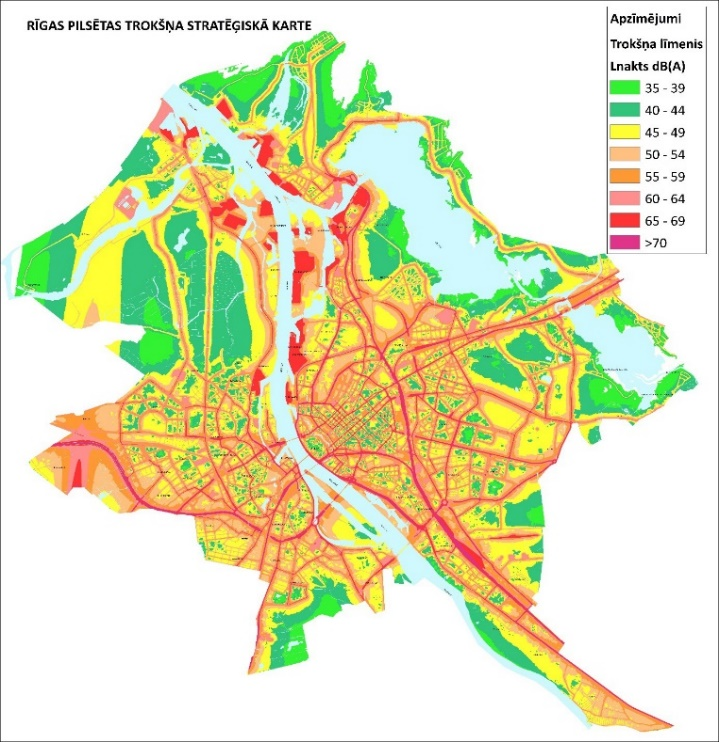 RĪGAS PILSĒTAS TROKŠŅA STRATĒĢISKĀ KARTE
Apzīmējumi
Trokšņa līmenis
Lnakts dB(A)
35 - 39
40 - 44
45 - 49
50 - 54
55 - 59
60 - 64
65 - 69
>70